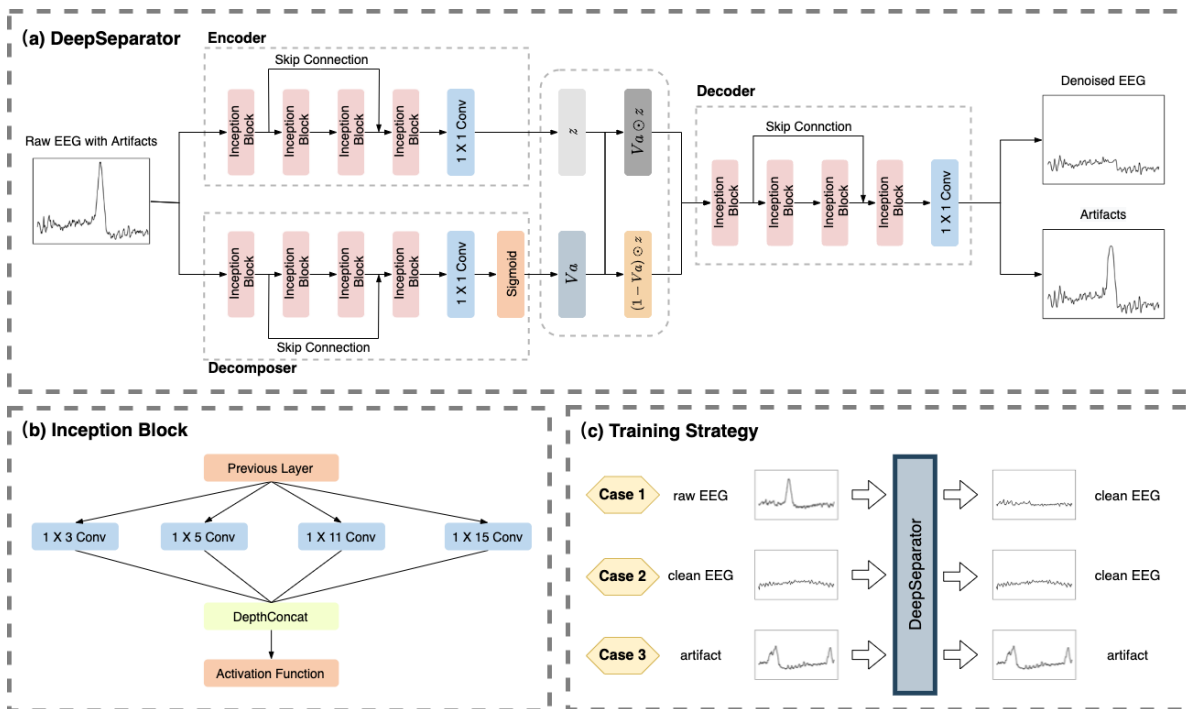 (a) DeepSeparator
Encoder
Skip Connection
Inception Block
Inception Block
Inception Block
Inception Block
1 X 1 Conv
Raw EEG with Artifacts
Inception Block
Inception Block
Inception Block
Inception Block
1 X 1 Conv
Sigmoid
Skip Connection
Decomposer
z
Va ⊙ z
Va
(1 − Va) ⊙ z
Decoder
Skip Connction
Inception Block
Inception Block
Inception Block
Inception Block
1 X 1 Conv
Denoised EEG
Artifacts
(b) Inception Block
Previous Layer
1 X 3 Conv
1 X 5 Conv
1 X 11 Conv
1 X 15 Conv
DepthConcat
Activation Function
(c) Training Strategy
Case 1
raw EEG
clean EEG
Case 2
clean EEG
clean EEG
Case 3
artifact
artifact
DeepSeparator